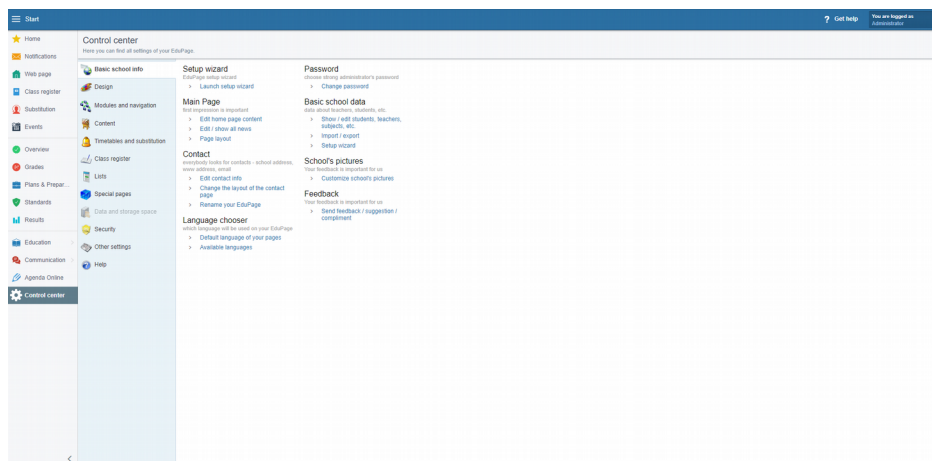 Start
? Get help
You are logged as
Administrator
Home
Notifications
Web page
Class register
Substitution
Events
Overview
Grades
Plans & Prepar...
Standards
Results
Education
Communication
Agenda Online
Control center
Control center
Here you can find all settings of your EduPage.
Basic school info
Design
Modules and navigation
Content
Timetables and substitution
Class register
Lists
Special pages
Data and storage space
Security
Other settings
Help
Setup wizard
EduPage setup wizard
Launch setup wizard
Main Page
first impression is important
Edit home page content
Edit / show all news
Page layout
Contact
everybody looks for contacts - school address,
www address, email
Edit contact info
Change the layout of the contact
page
Rename your EduPage
Language chooser
which language will be used on your EduPage
Default language of your pages
Available languages
Password
choose strong administrator's password
Change password
Basic school data
data about teachers, students, etc.
Show / edit students, teachers,
subjects, etc.
Import / export
Setup wizard
School's pictures
Your feedback is important for us
Customize school's pictures
Feedback
Your feedback is important for us
Send feedback / suggestion /
compliment